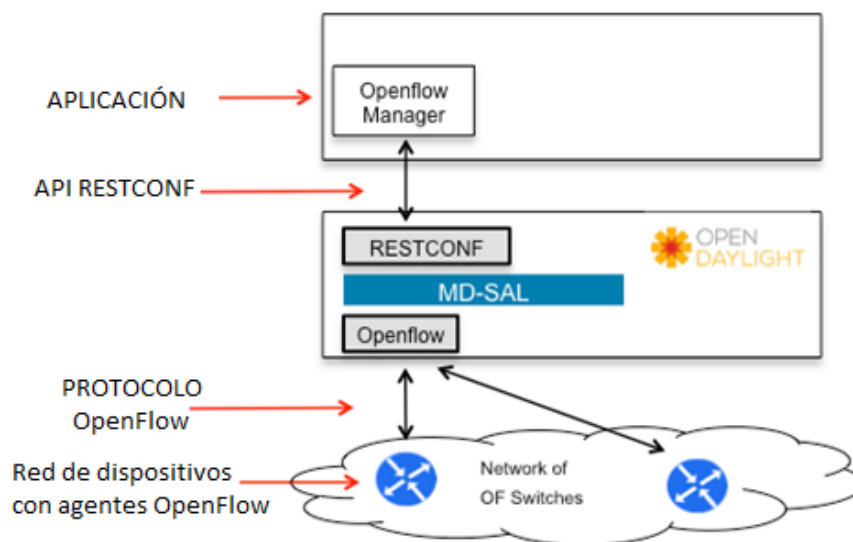 APLICACIÓN
Openflow
Manager
API RESTCONF
RESTCONF
OPEN
DAYLIGHT
MD-SAL
Openflow
PROTOCOLO
OpenFlow
Red de dispositivos
con agentes OpenFlow
Network of
OF Switches